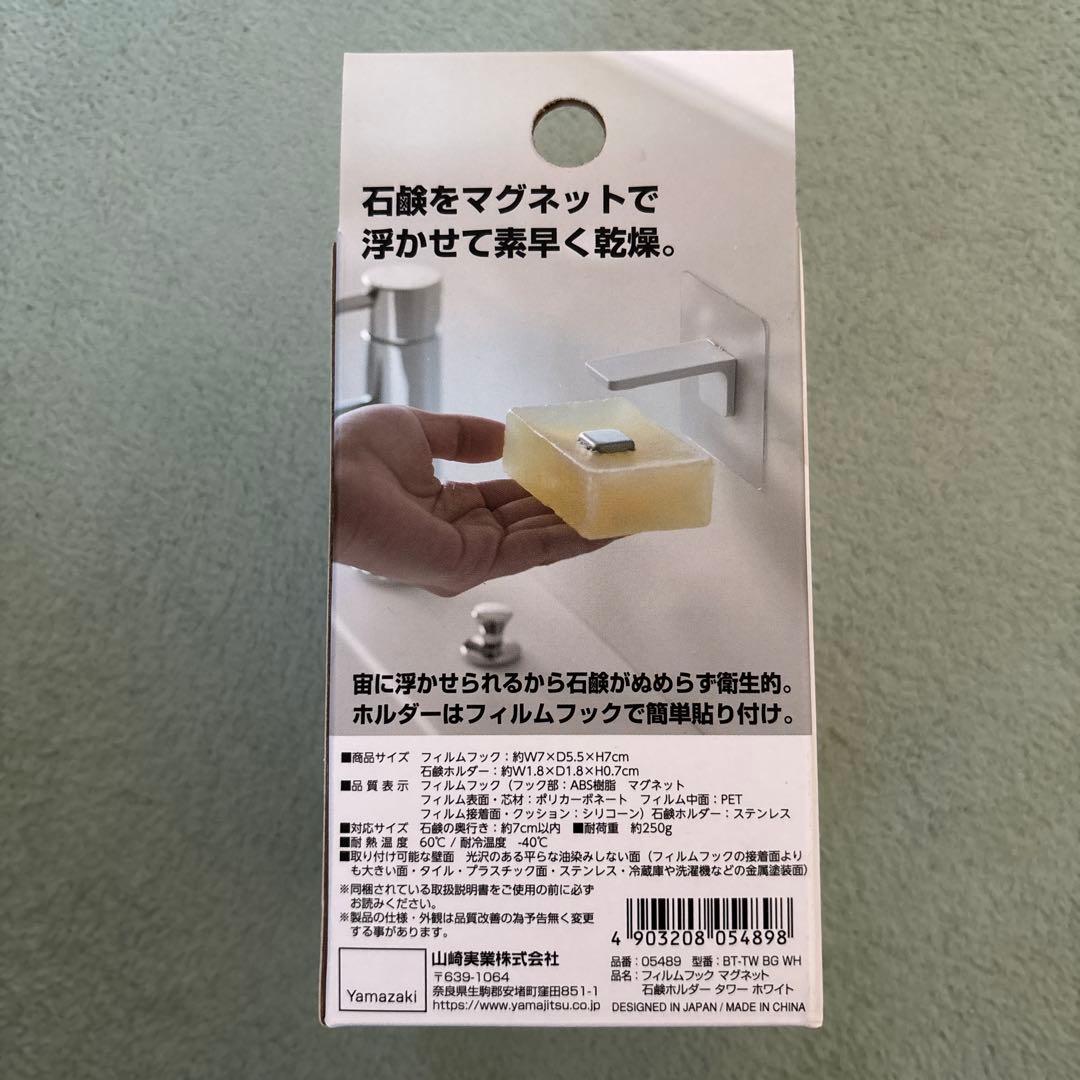 石鹸をマグネットで
浮かせて素早く乾燥。
宙に浮かせられるから石鹸がぬめらず衛生的。
ホルダーはフィルムフックで簡単貼り付け。
■商品サイズ フィルムフック：約W7×D5.5×H7cm
石鹸ホルダー：約W1.8×D1.8×H0.7cm
■品質表示 フィルムフック（フック部：ABS樹脂 マグネット
フィルム表面・芯材：ポリカーボネート フィルム中面：PET
フィルム接着面・クッション：シリコーン）石鹸ホルダー：ステンレス
■対応サイズ 石鹸の奥行き：約7cm以内 ■耐荷重 約250g
■耐熱温度 60℃ / 耐冷温度 -40℃
■取り付け可能な壁面 光沢のある平らな油染みしない面（フィルムフックの接着面より
も大きい面・タイル・プラスチック面・ステンレス・冷蔵庫や洗濯機などの金属塗装面）
※同梱されている取扱説明書をご使用の前に必ず
お読みください。
※製品の仕様・外観は品質改善の為予告無く変更
する事があります。
4 903208 054898
Yamazaki
山崎実業株式会社
〒639-1064
奈良県生駒郡安堵町窪田851-1
https://www.yamajitsu.co.jp
品番：05489 型番：BT-TW BG WH
品名：フィルムフック マグネット
石鹸ホルダー タワー ホワイト
DESIGNED IN JAPAN / MADE IN CHINA